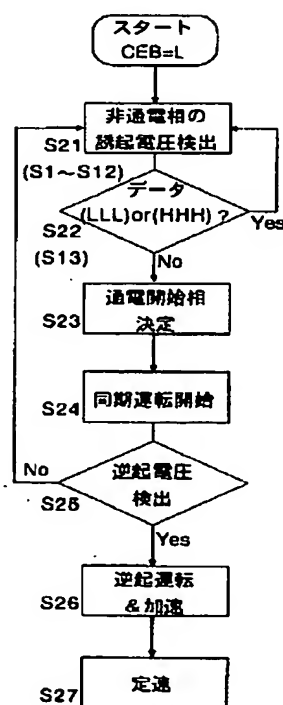 スタート
CEB=L
非通電相の
誘起電圧検出
S21
(S1～S12)
データ
(LLL)or(HHH)?
Yes
S22
(S13)
No
通電開始相
決定
S23
同期運転開始
S24
No
逆起電圧
検出
S25
Yes
逆起運転
&加速
S26
定速
S27